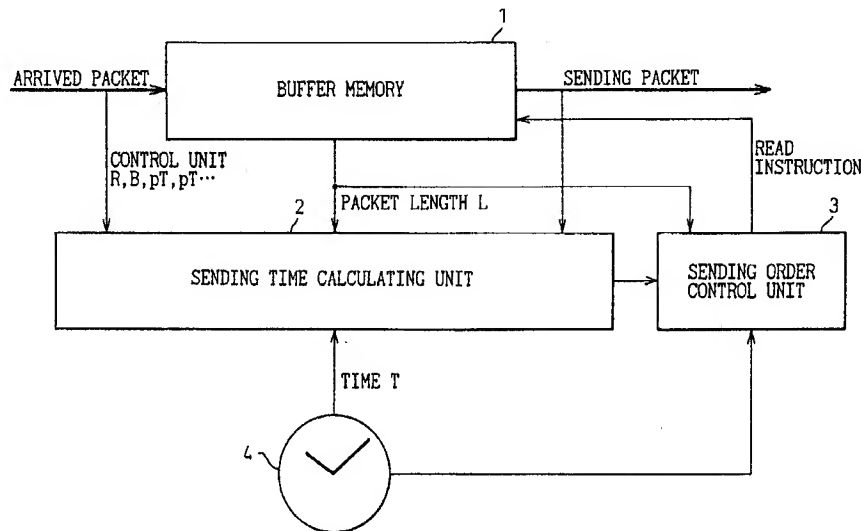 1
ARRIVED PACKET
BUFFER MEMORY
SENDING PACKET
CONTROL UNIT
R,B,pT,pT…
READ
INSTRUCTION
PACKET LENGTH L
2
3
SENDING TIME CALCULATING UNIT
SENDING ORDER
CONTROL UNIT
TIME T
4